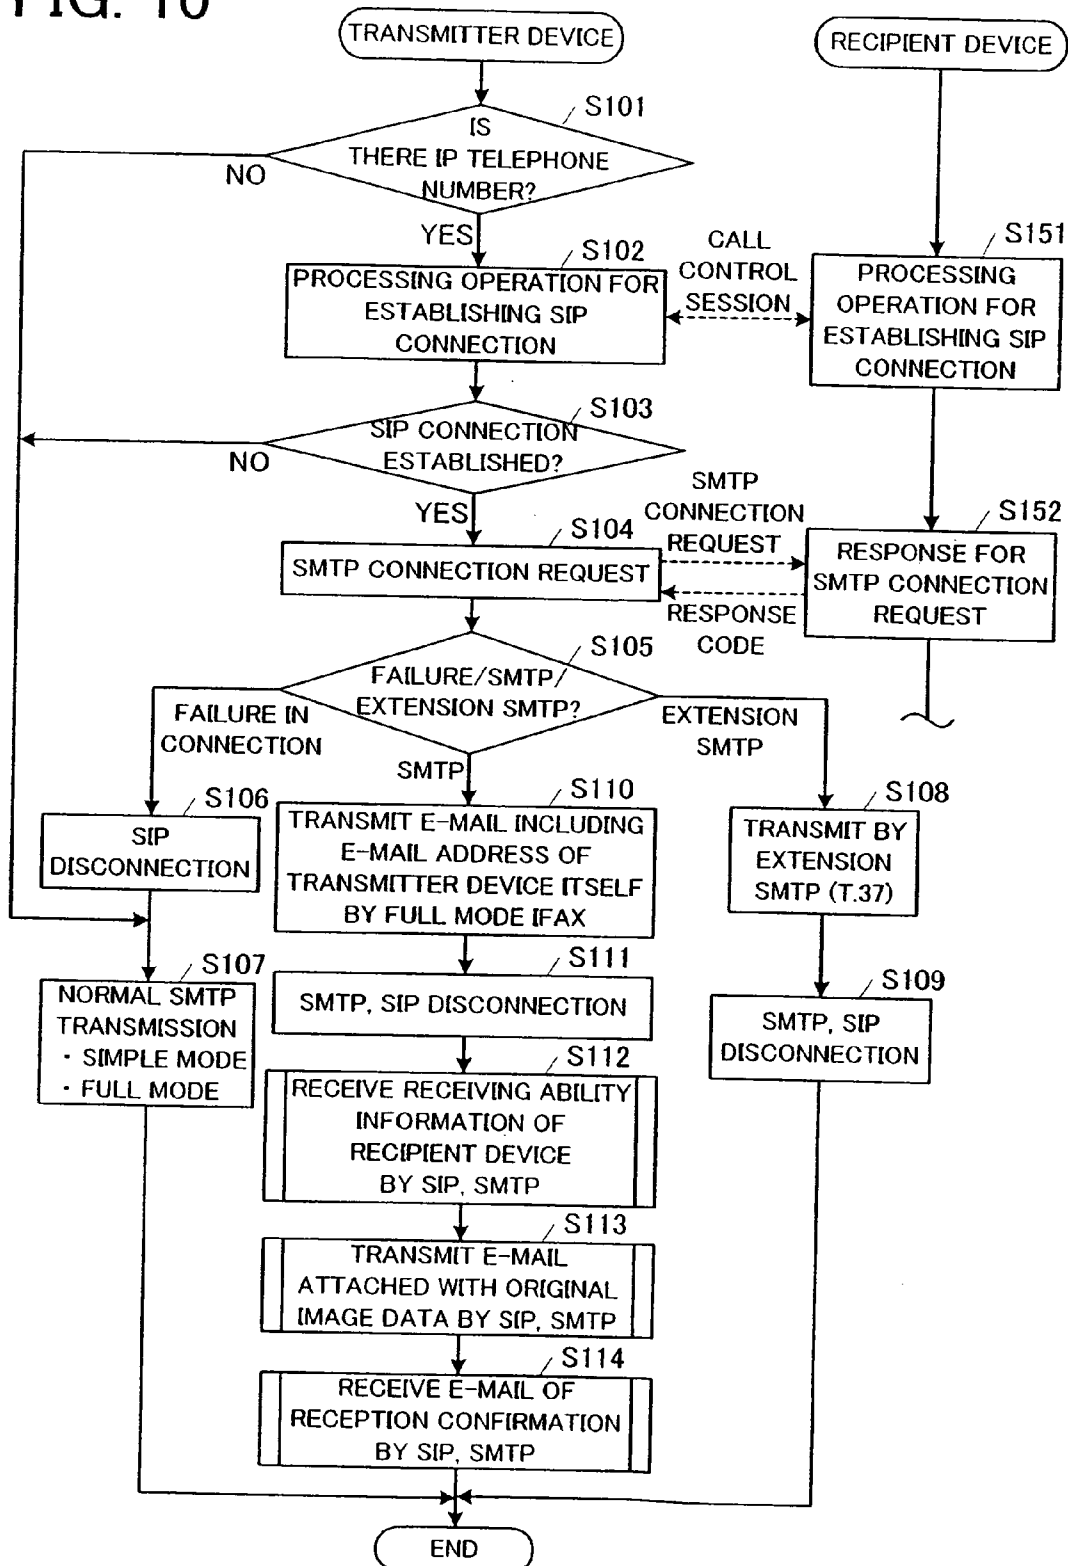 FIG. 10
TRANSMITTER DEVICE
RECIPIENT DEVICE
S101
IS
THERE IP TELEPHONE
NUMBER?
NO
YES
S102
PROCESSING OPERATION FOR
ESTABLISHING SIP
CONNECTION
CALL
CONTROL
SESSION
S151
PROCESSING
OPERATION FOR
ESTABLISHING SIP
CONNECTION
S103
SIP CONNECTION
ESTABLISHED?
NO
YES
S104
SMTP CONNECTION REQUEST
SMTP
CONNECTION
REQUEST
RESPONSE
CODE
S152
RESPONSE FOR
SMTP CONNECTION
REQUEST
S105
FAILURE/SMTP/
EXTENSION SMTP?
FAILURE IN
CONNECTION
SMTP
EXTENSION
SMTP
S106
SIP
DISCONNECTION
S110
TRANSMIT E-MAIL INCLUDING
E-MAIL ADDRESS OF
TRANSMITTER DEVICE ITSELF
BY FULL MODE IFAX
S108
TRANSMIT BY
EXTENSION
SMTP (T.37)
S107
NORMAL SMTP
TRANSMISSION
・SIMPLE MODE
・FULL MODE
S111
SMTP, SIP DISCONNECTION
S109
SMTP, SIP
DISCONNECTION
S112
RECEIVE RECEIVING ABILITY
INFORMATION OF
RECIPIENT DEVICE
BY SIP, SMTP
S113
TRANSMIT E-MAIL
ATTACHED WITH ORIGINAL
IMAGE DATA BY SIP, SMTP
S114
RECEIVE E-MAIL OF
RECEPTION CONFIRMATION
BY SIP, SMTP
END